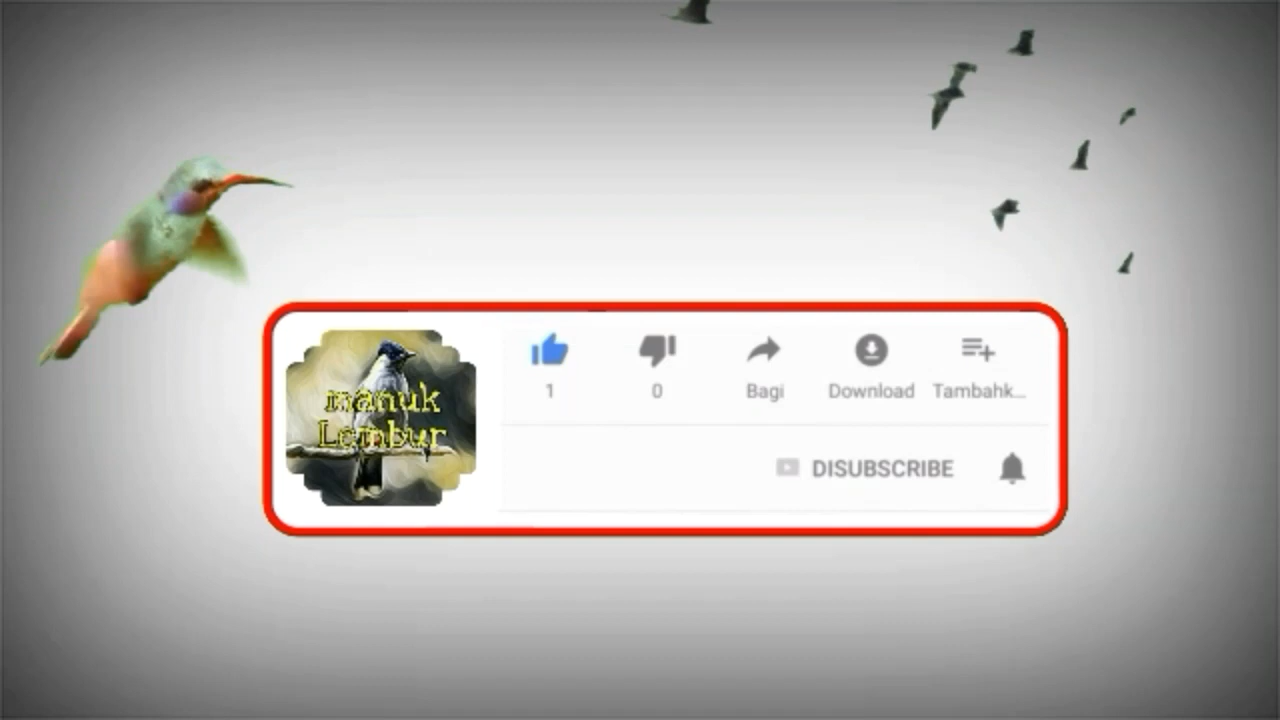 manuk
Lembur
1
0
Bagi
Download
Tambahk...
DISUBSCRIBE